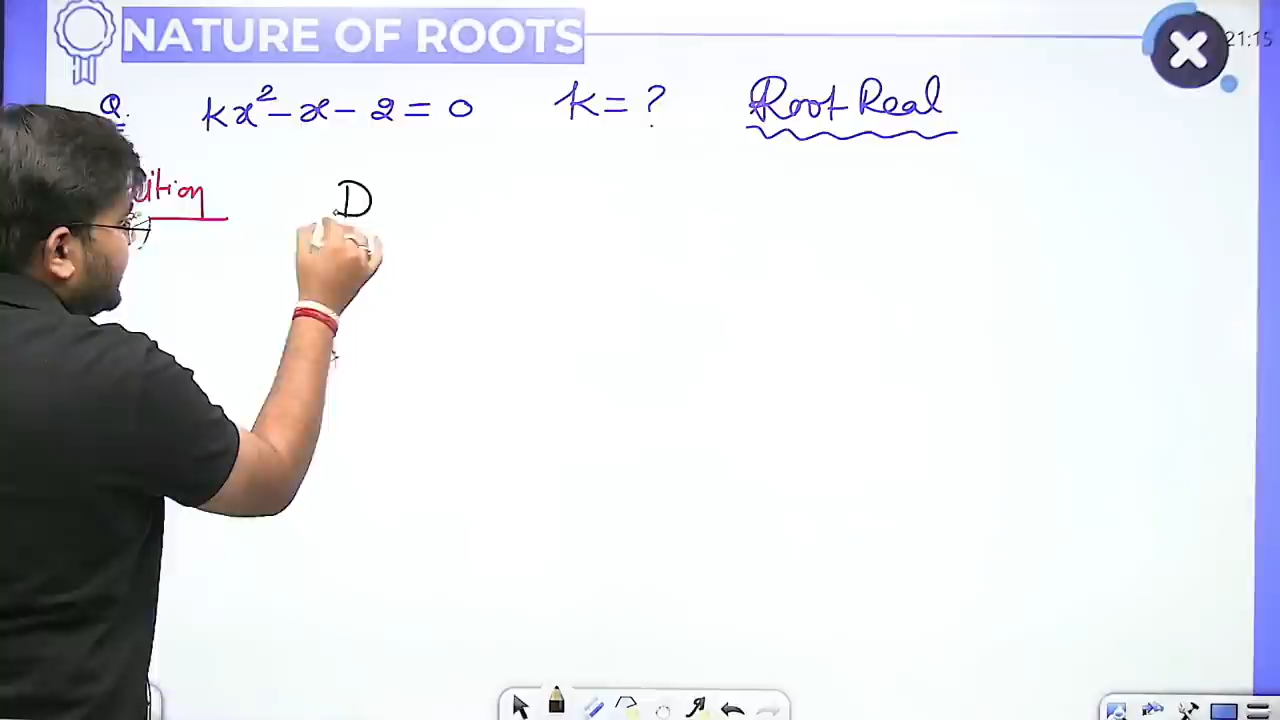 NATURE OF ROOTS
21:15
Q. kx²-x-2=0 k=? Root Real
D